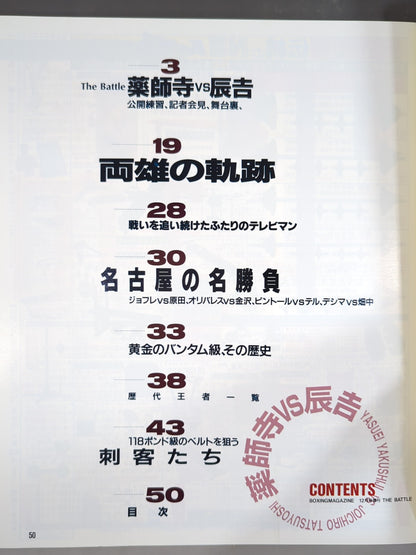 3
The Battle 薬師寺VS辰吉
公開練習、記者会見、舞台裏、
19
両雄の軌跡
28
戦いを追い続けたふたりのテレビマン
30
名古屋の名勝負
ジョフレvs原田、オリバレスvs金沢、ピントールvsテル、デシマvs畑中
33
黄金のバンタム級、その歴史
38
歴代王者一覧
43
118ポンド級のベルトを狙う
刺客たち
50
目次
薬師寺VS辰吉
YASUEI YAKUSHIJI VS JOICHIRO TATSUYOSHI
CONTENTS
BOXINGMAGAZINE 12月号増刊 THE BATTLE
50